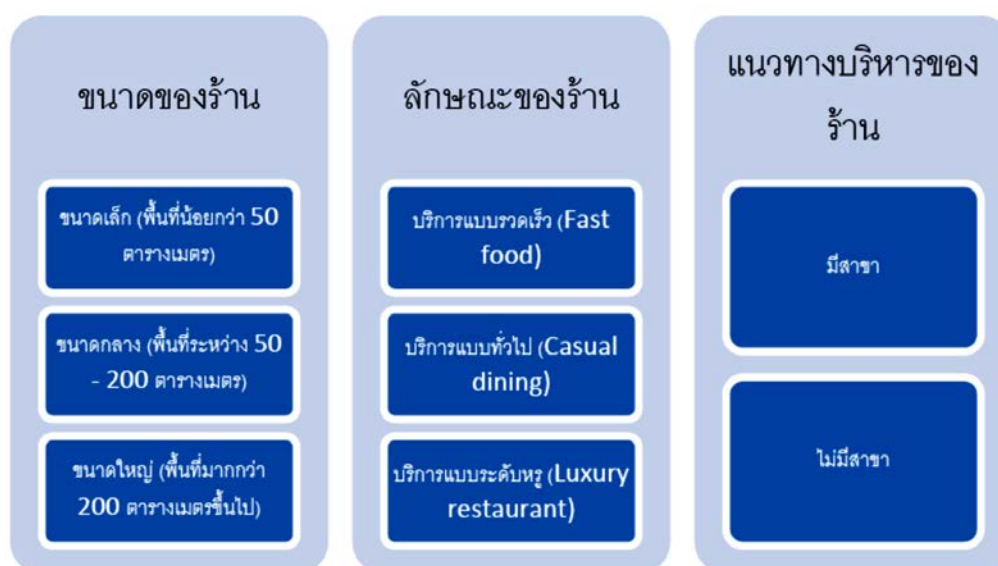 ขนาดของร้าน
ขนาดเล็ก (พื้นที่น้อยกว่า 50
ตารางเมตร)
ขนาดกลาง (พื้นที่ระหว่าง 50
- 200 ตารางเมตร)
ขนาดใหญ่ (พื้นที่มากกว่า
200 ตารางเมตรขึ้นไป)
ลักษณะของร้าน
บริการแบบรวดเร็ว (Fast
food)
บริการแบบทั่วไป (Casual
dining)
บริการแบบระดับหรู (Luxury
restaurant)
แนวทางบริหารของ
ร้าน
มีสาขา
ไม่มีสาขา